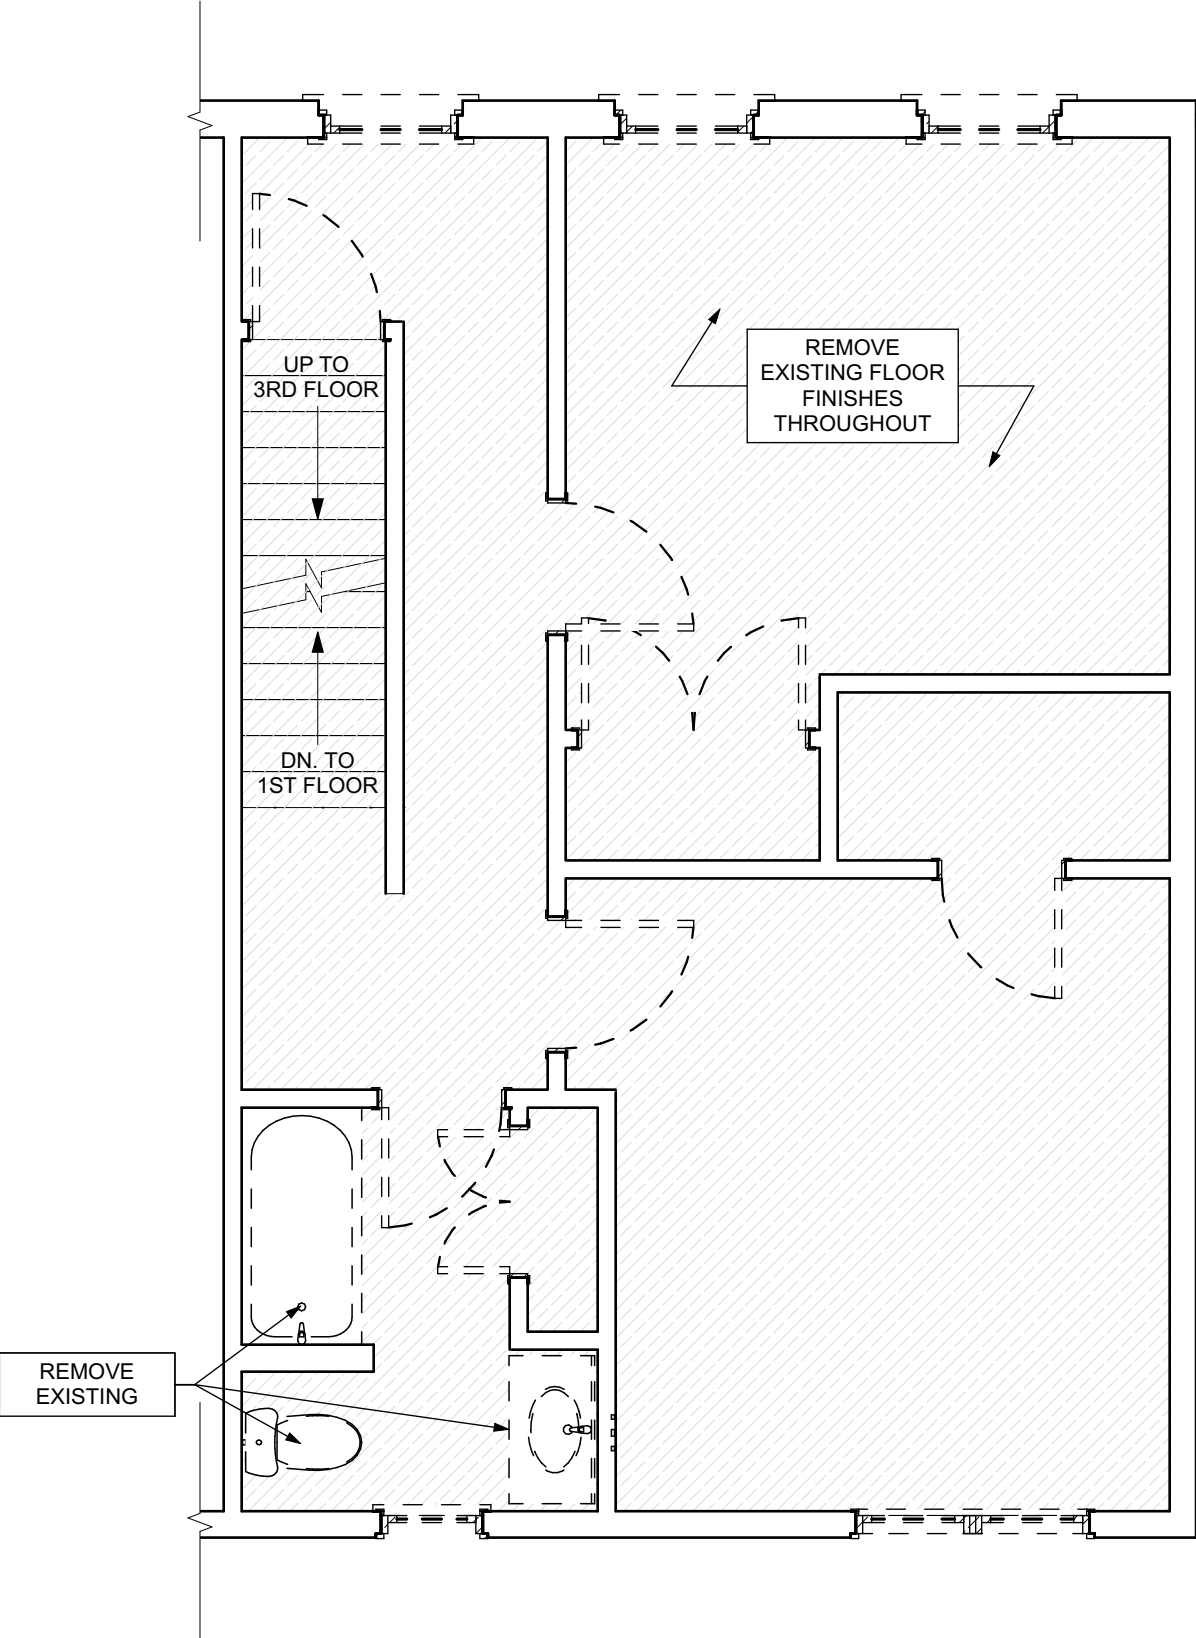 UP TO
3RD FLOOR
REMOVE
EXISTING FLOOR
FINISHES
THROUGHOUT
DN. TO
1ST FLOOR
REMOVE
EXISTING